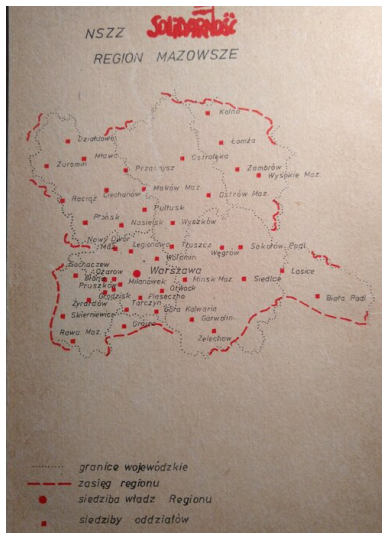 NSZZ SOLIDARNOŚĆ
REGION MAZOWSZE
Kolno
Działdowo
Łomża
Mława
Ostrołęka
Żuromin
Przasnysz
Zambrów
Wysokie Maz.
Ciechanów
Maków Maz.
Ostrów Maz.
Raciąż
Pułtusk
Płońsk
Nasielsk
Wyszków
Nowy Dwór
Maz.
Legionowo
Tłuszcz
Węgrów
Sokołów Podl.
Wołomin
Sochaczew
Ożarów
Warszawa
Łosice
Błonie
Milanówek
Mińsk Maz.
Siedlce
Pruszków
Otwock
Grodzisk
Piaseczno
Biała Podl.
Żyrardów
Tarczyn
Góra Kalwaria
Skierniewice
Grójec
Garwolin
Rawa Maz.
Żelechów
granice wojewódzkie
zasięg regionu
siedziba władz Regionu
siedziby oddziałów